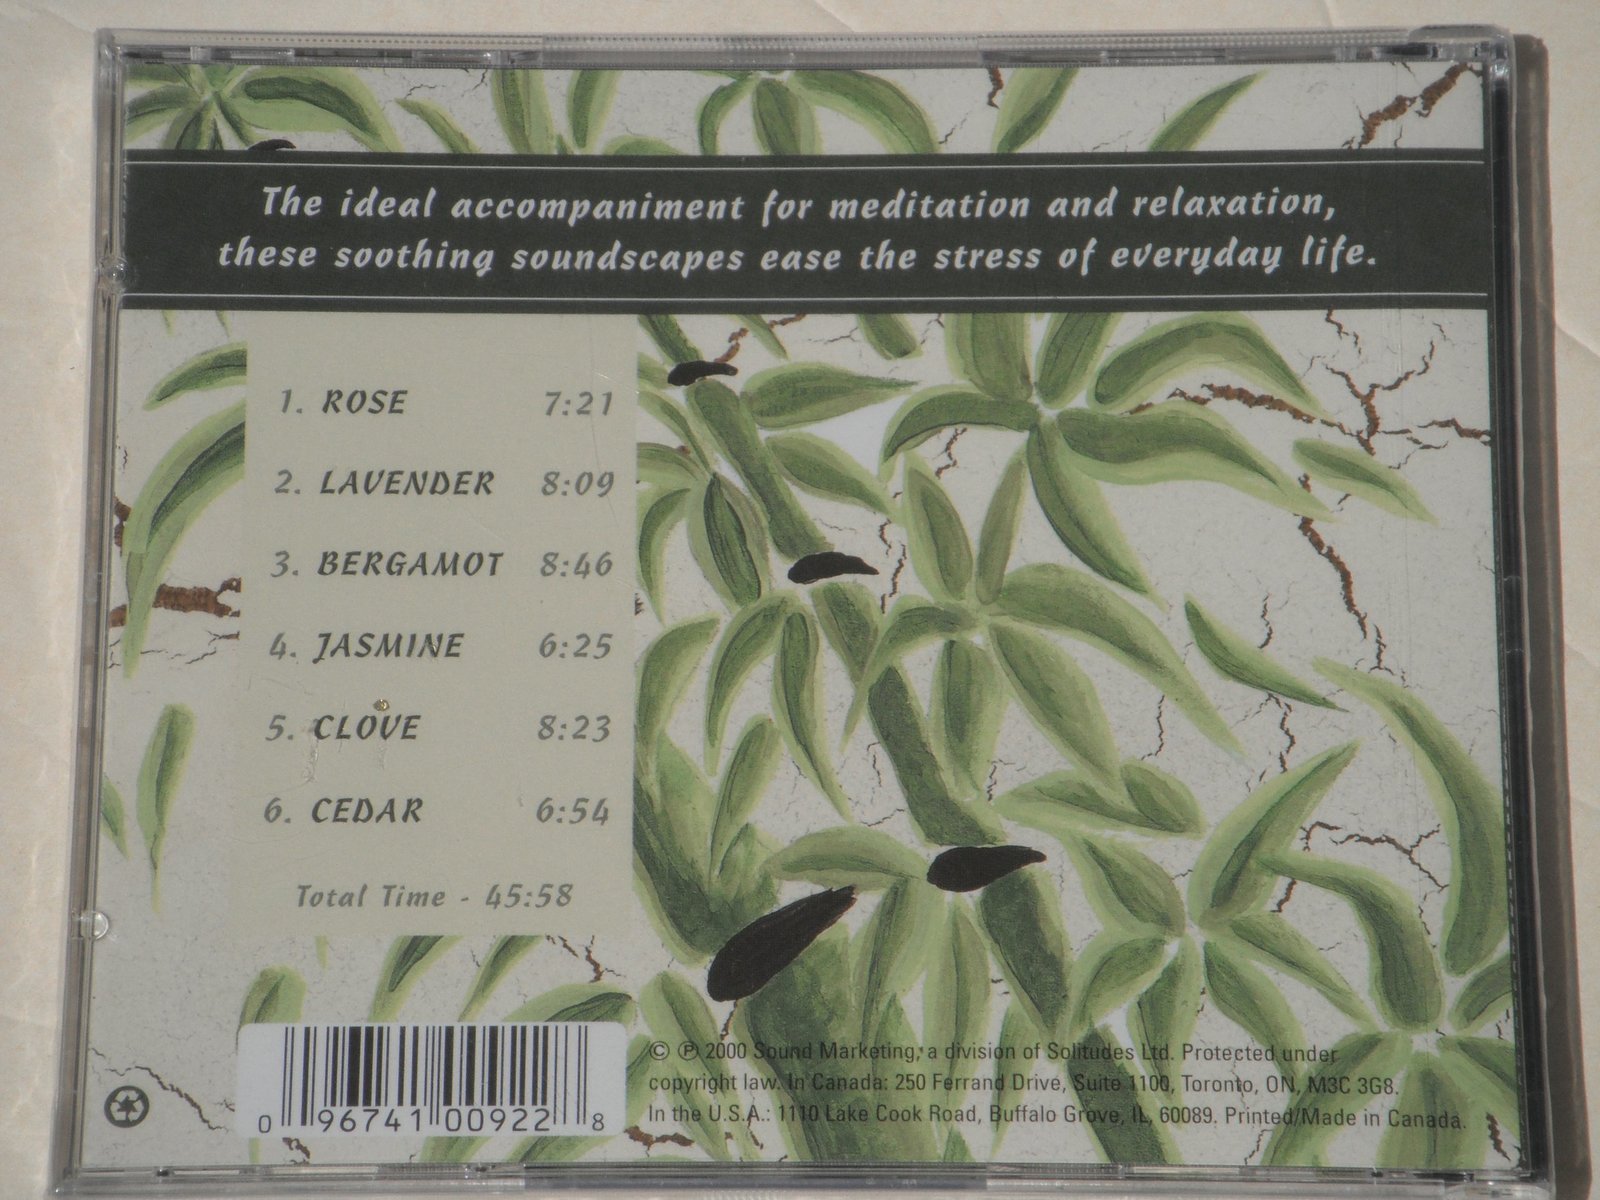 The ideal accompaniment for meditation and relaxation,
these soothing soundscapes ease the stress of everyday life.
1. ROSE 7:21
2. LAVENDER 8:09
3. BERGAMOT 8:46
4. JASMINE 6:25
5. CLOVE 8:23
6. CEDAR 6:54
Total Time - 45:58
© ℗ 2000 Sound Marketing, a division of Solitudes Ltd. Protected under
copyright law. In Canada: 250 Ferrand Drive, Suite 1100, Toronto, ON, M3C 3G8.
In the U.S.A.: 1110 Lake Cook Road, Buffalo Grove, IL, 60089. Printed/Made in Canada.
0 96741 00922 8